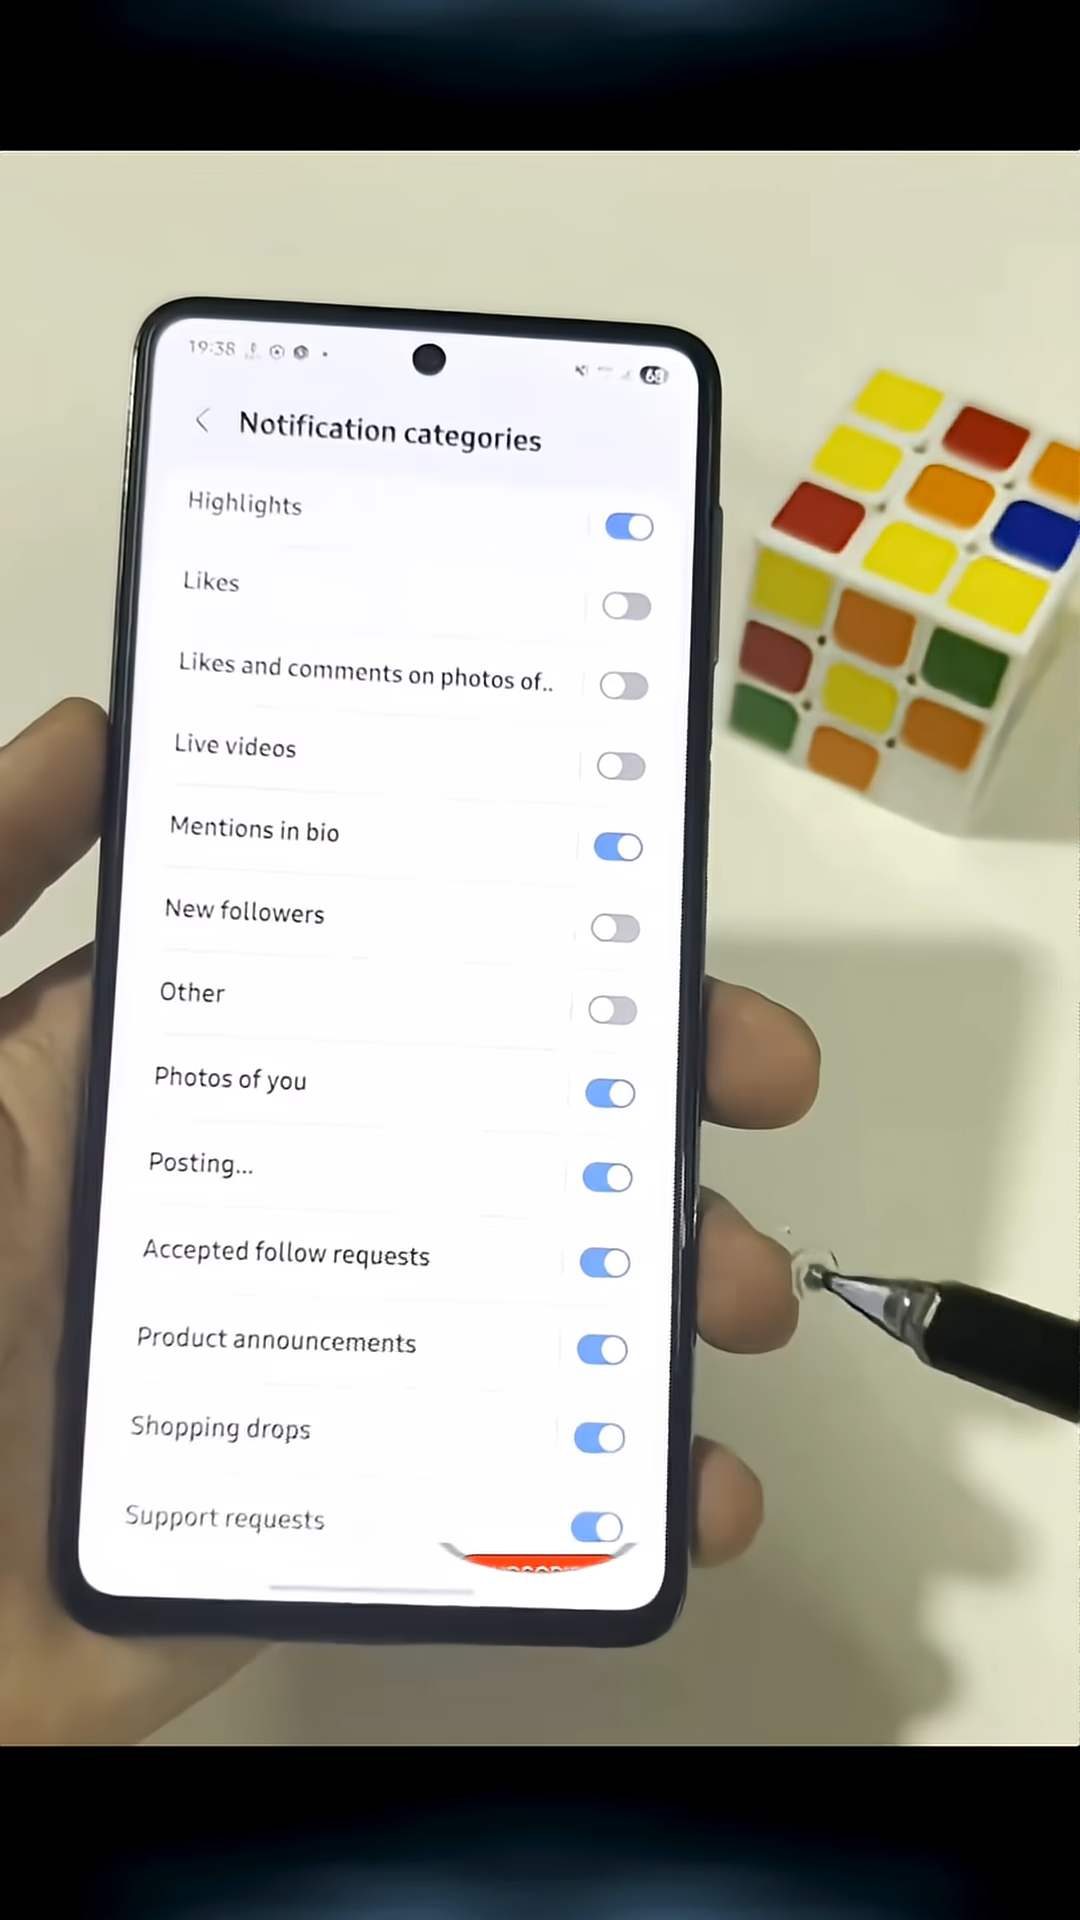 19:38
68
Notification categories
Highlights
Likes
Likes and comments on photos of..
Live videos
Mentions in bio
New followers
Other
Photos of you
Posting...
Accepted follow requests
Product announcements
Shopping drops
Support requests